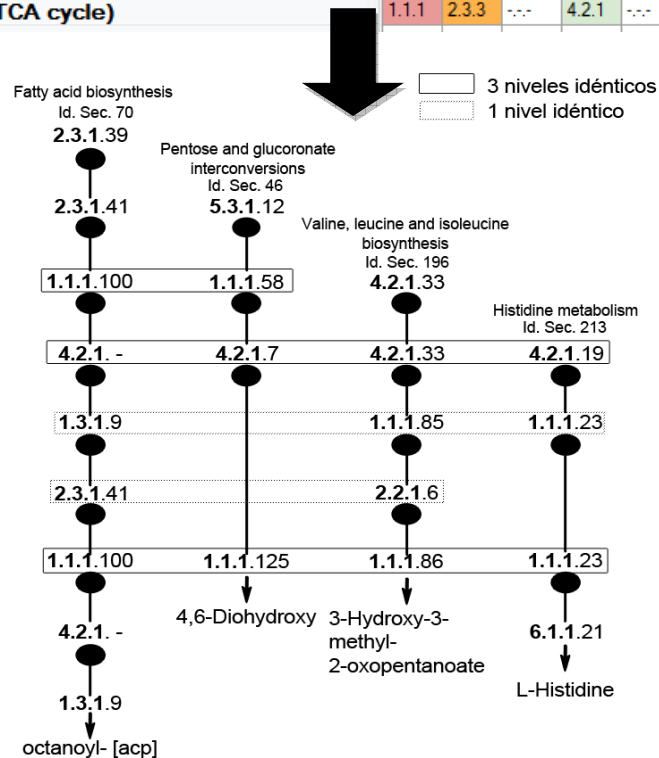 TCA cycle)
1.1.1 2.3.3 -.-.- 4.2.1 -.-.-
3 niveles idénticos
1 nivel idéntico
Fatty acid biosynthesis
Id. Sec. 70
2.3.1.39
2.3.1.41
1.1.1.100
4.2.1. -
1.3.1.9
2.3.1.41
1.1.1.100
4.2.1. -
1.3.1.9
octanoyl- [acp]
Pentose and glucoronate
interconversions
Id. Sec. 46
5.3.1.12
1.1.1.58
4.2.1.7
1.1.1.125
4,6-Diohydroxy
Valine, leucine and isoleucine
biosynthesis
Id. Sec. 196
4.2.1.33
4.2.1.33
1.1.1.85
2.2.1.6
1.1.1.86
3-Hydroxy-3-
methyl-
2-oxopentanoate
Histidine metabolism
Id. Sec. 213
4.2.1.19
1.1.1.23
1.1.1.23
6.1.1.21
L-Histidine